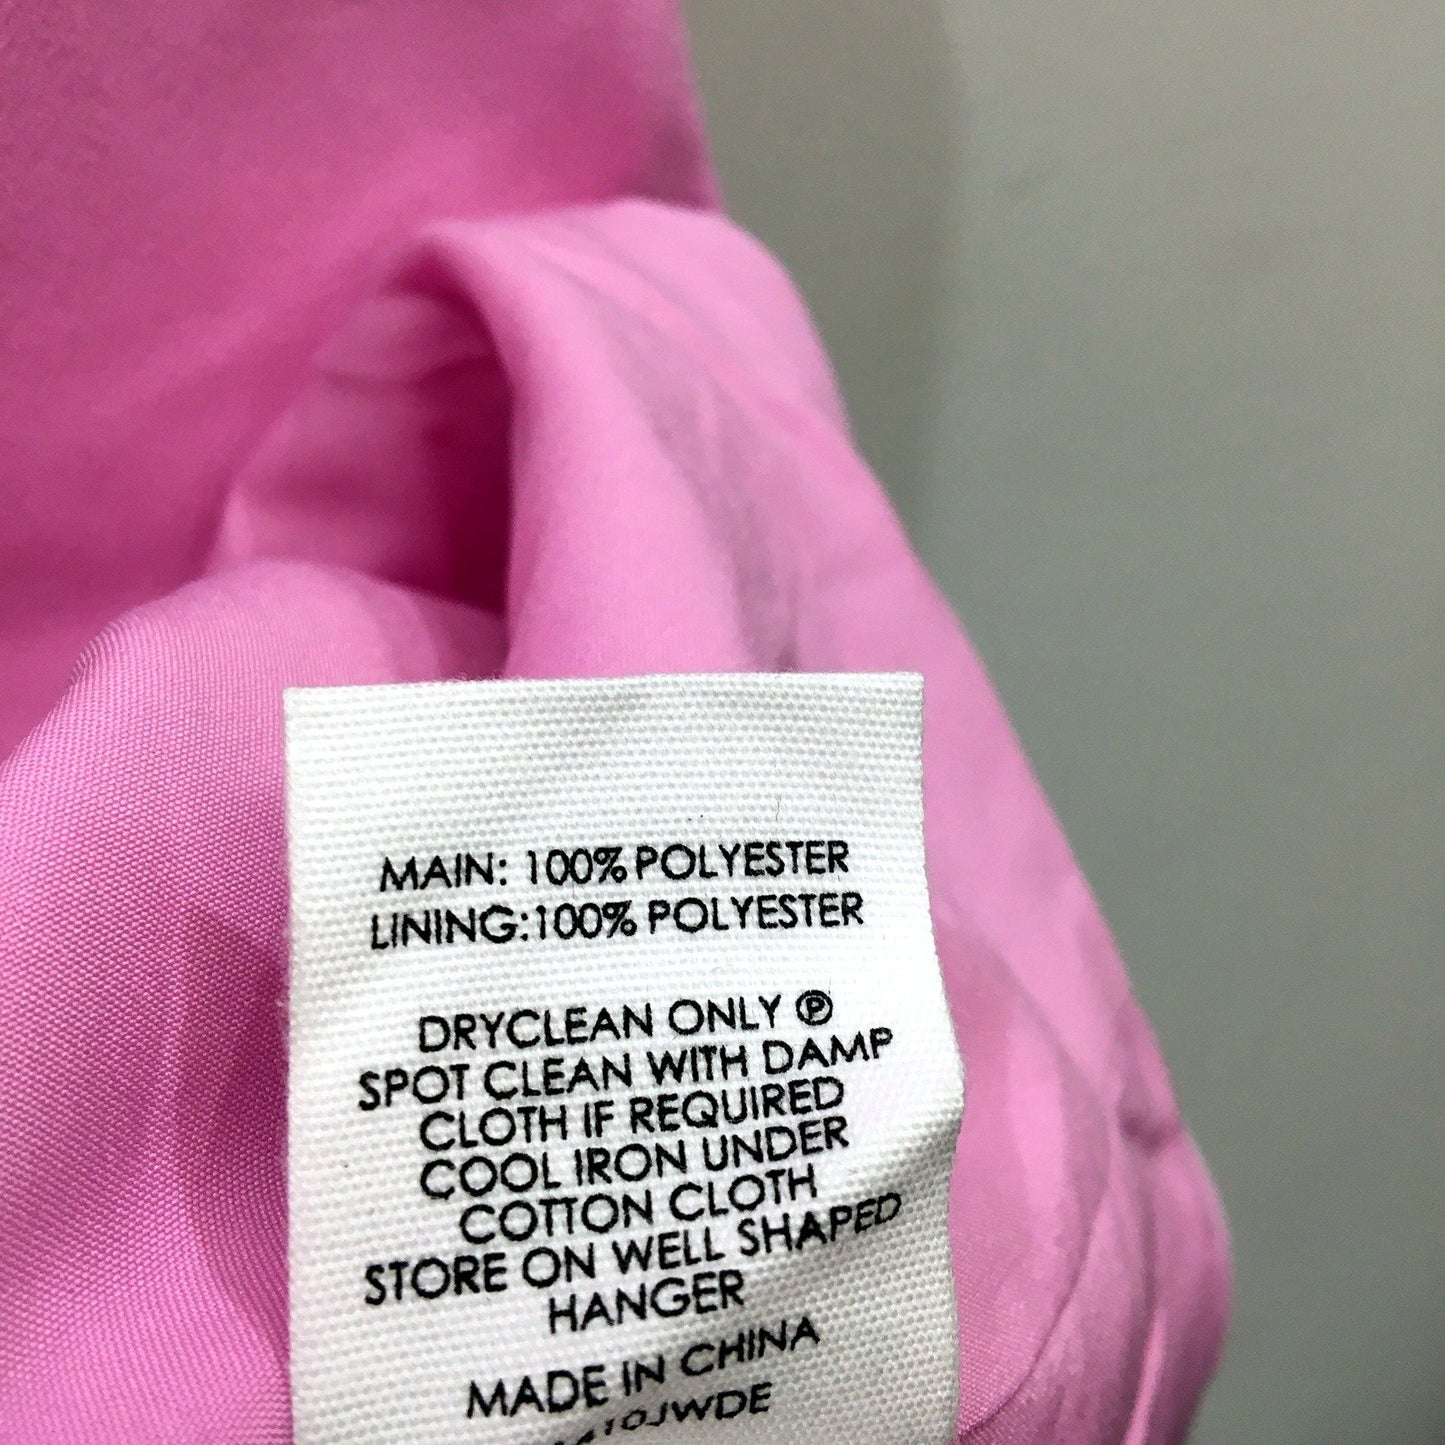 MAIN: 100% POLYESTER
LINING:100% POLYESTER
DRYCLEAN ONLY Ⓟ
SPOT CLEAN WITH DAMP
CLOTH IF REQUIRED
COOL IRON UNDER
COTTON CLOTH
STORE ON WELL SHAPED
HANGER
MADE IN CHINA